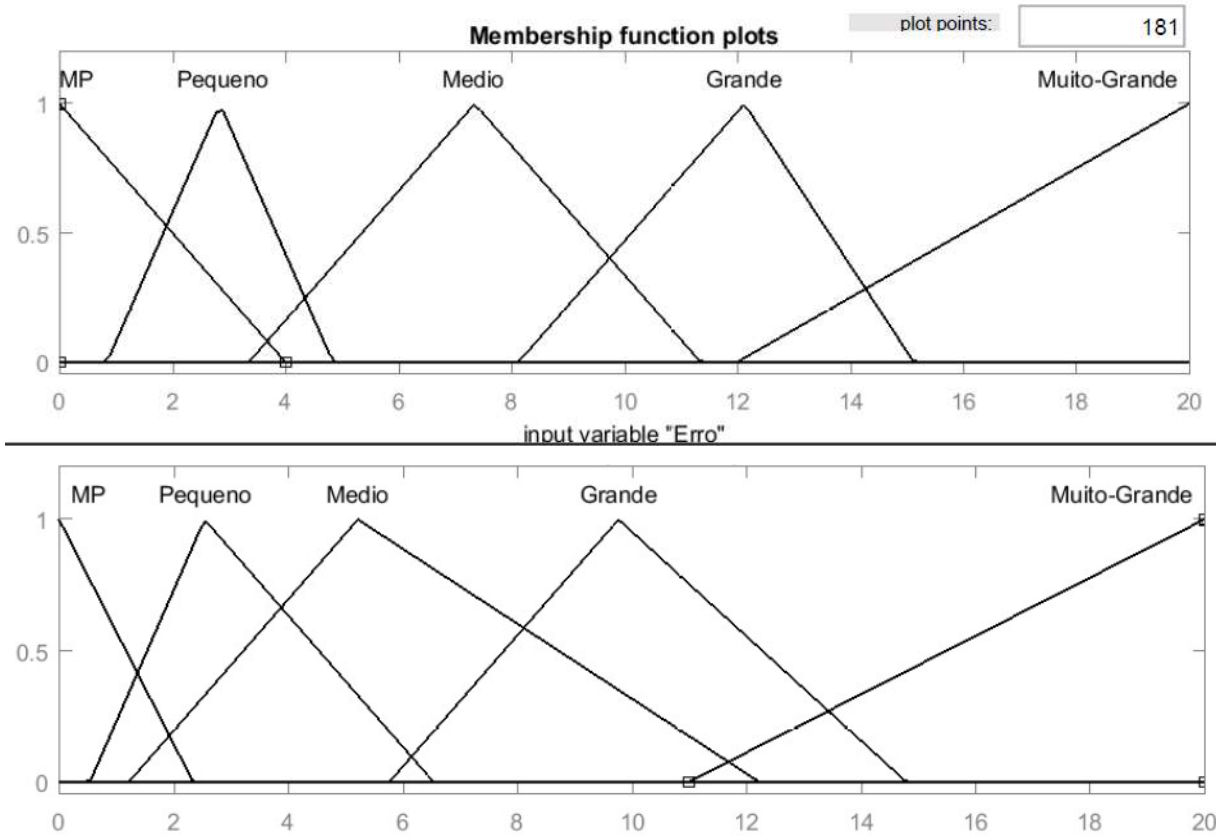 plot points: 181
Membership function plots
MP Pequeno Medio Grande Muito-Grande
1
0.5
0
0 2 4 6 8 10 12 14 16 18 20
input variable "Erro"
MP Pequeno Medio Grande Muito-Grande
1
0.5
0
0 2 4 6 8 10 12 14 16 18 20